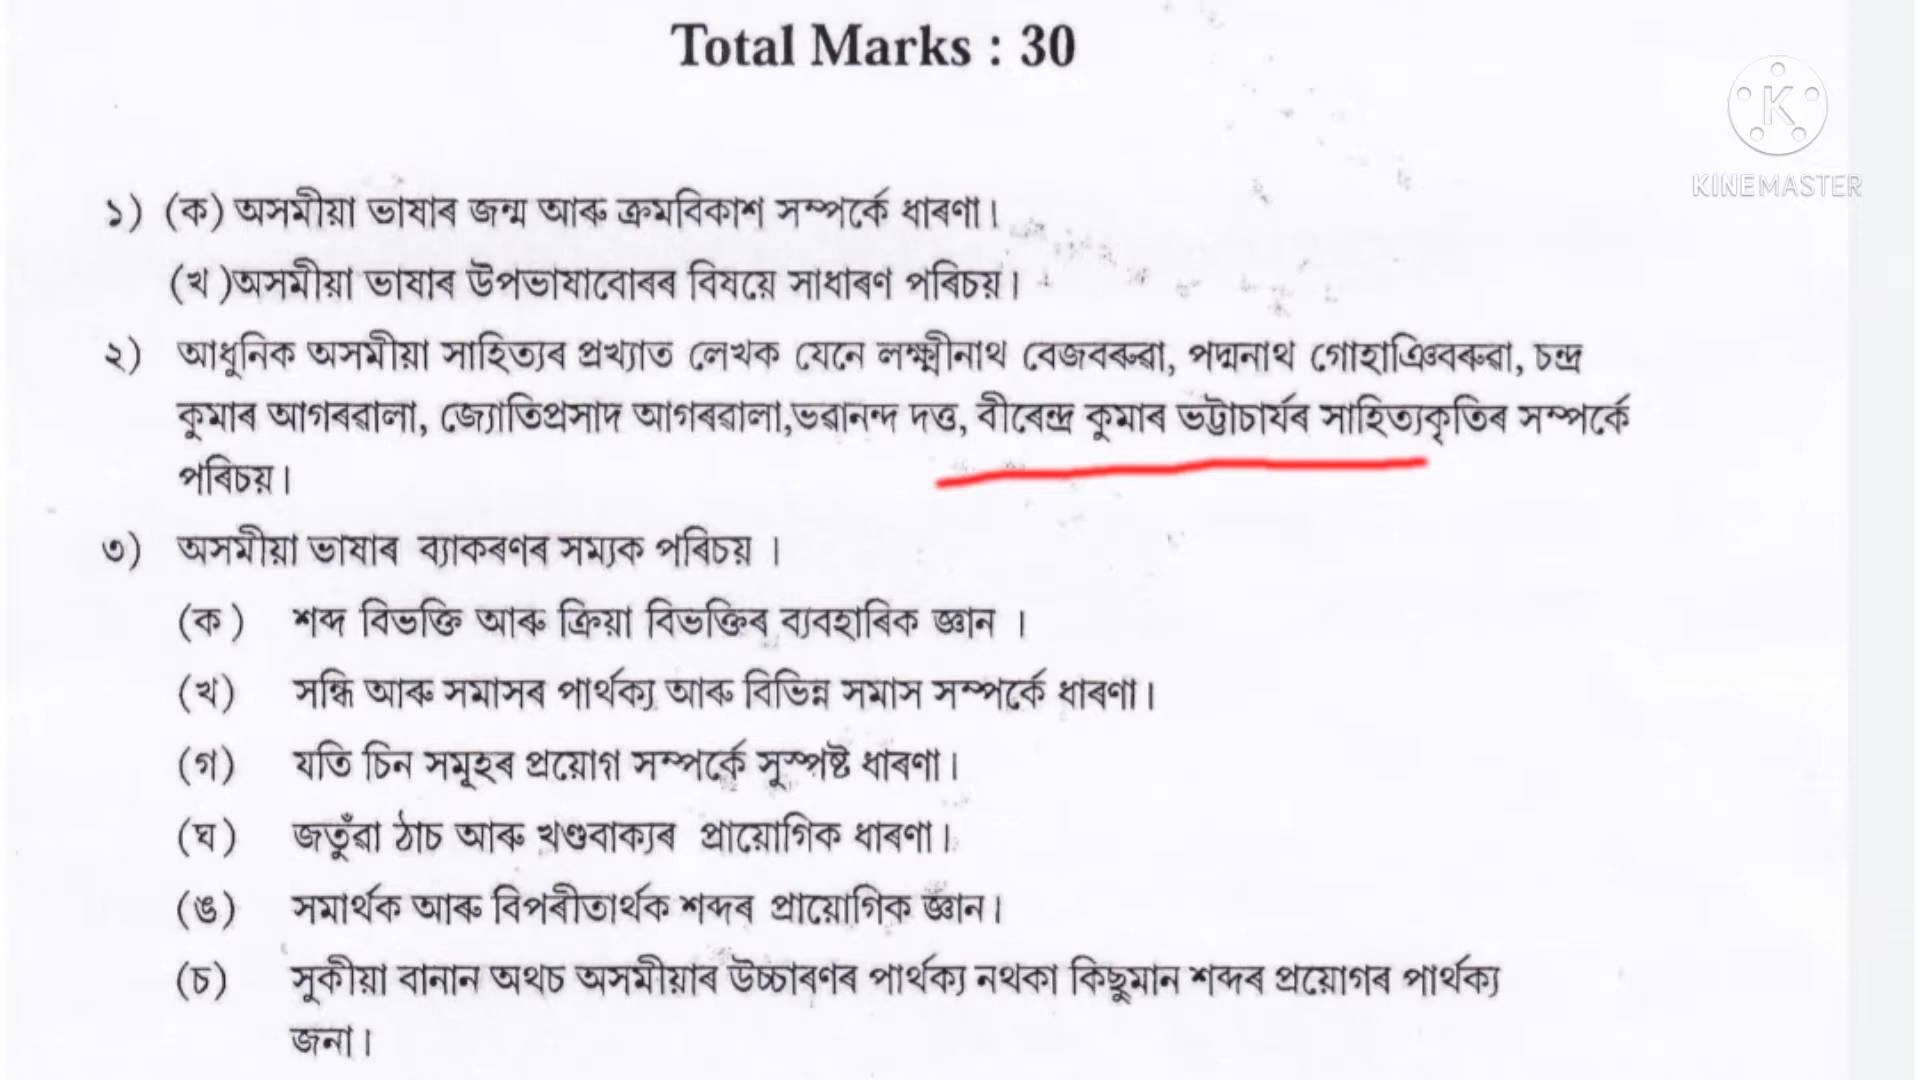 Total Marks : 30
KINEMASTER
১) (ক) অসমীয়া ভাষাৰ জন্ম আৰু ক্ৰমবিকাশ সম্পৰ্কে ধাৰণা।
(খ )অসমীয়া ভাষাৰ উপভাষাবোৰৰ বিষয়ে সাধাৰণ পৰিচয়।
২) আধুনিক অসমীয়া সাহিত্যৰ প্ৰখ্যাত লেখক যেনে লক্ষ্মীনাথ বেজবৰুৱা, পদ্মনাথ গোহাঞিবৰুৱা, চন্দ্ৰ
কুমাৰ আগৰৱালা, জ্যোতিপ্ৰসাদ আগৰৱালা,ভৱানন্দ দত্ত, বীৰেন্দ্ৰ কুমাৰ ভট্টাচাৰ্যৰ সাহিত্যকৃতিৰ সম্পৰ্কে
পৰিচয়।
৩) অসমীয়া ভাষাৰ ব্যাকৰণৰ সম্যক পৰিচয় ।
(ক) শব্দ বিভক্তি আৰু ক্ৰিয়া বিভক্তিৰ ব্যবহাৰিক জ্ঞান ।
(খ) সন্ধি আৰু সমাসৰ পাৰ্থক্য আৰু বিভিন্ন সমাস সম্পৰ্কে ধাৰণা।
(গ) যতি চিন সমূহৰ প্ৰয়োগ সম্পৰ্কে সুস্পষ্ট ধাৰণা।
(ঘ) জতুঁৱা ঠাচ আৰু খণ্ডবাক্যৰ প্ৰায়োগিক ধাৰণা।
(ঙ) সমাৰ্থক আৰু বিপৰীতাৰ্থক শব্দৰ প্ৰায়োগিক জ্ঞান।
(চ) সুকীয়া বানান অথচ অসমীয়াৰ উচ্চাৰণৰ পাৰ্থক্য নথকা কিছুমান শব্দৰ প্ৰয়োগৰ পাৰ্থক্য
জনা।